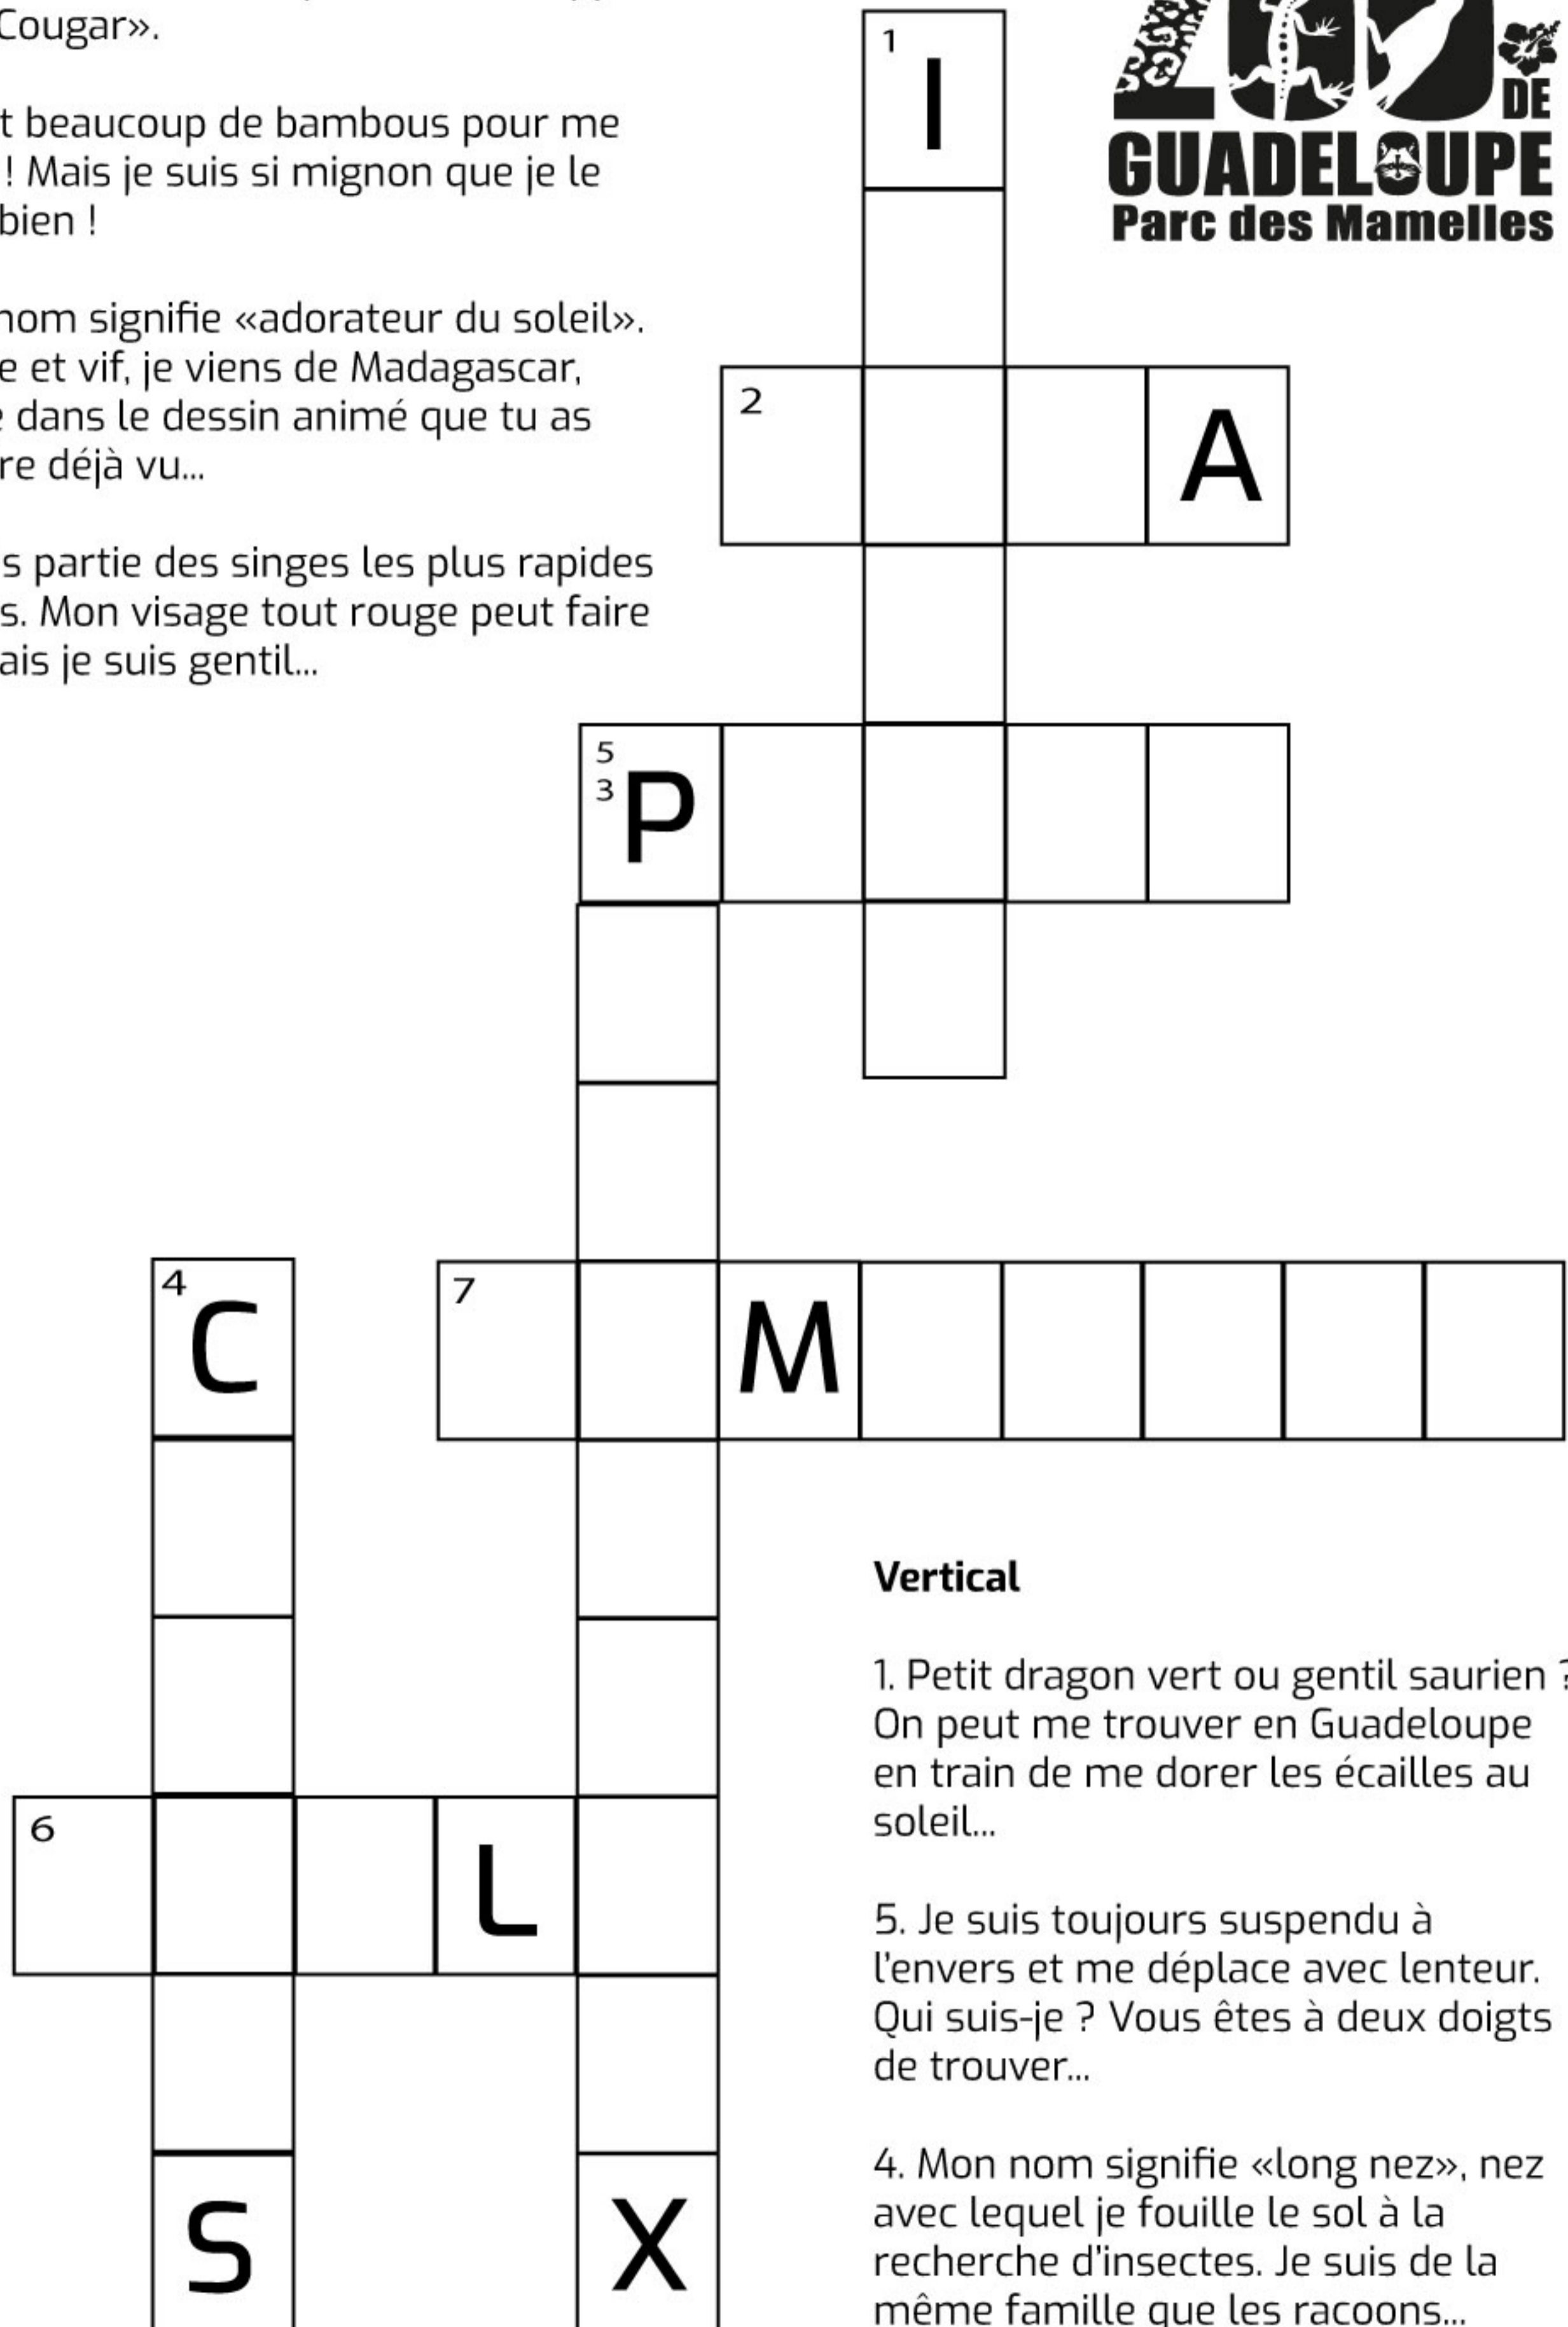 Cougar».
t beaucoup de bambous pour me
! Mais je suis si mignon que je le
bien !
nom signifie «adorateur du soleil».
e et vif, je viens de Madagascar,
dans le dessin animé que tu as
re déjà vu...
s partie des singes les plus rapides
s. Mon visage tout rouge peut faire
ais je suis gentil...
ZOO
DE
GUADELOUPE
Parc des Mamelles
1 I
2 A
5
3 P
4 C
7 M
6 L
S X
Vertical
1. Petit dragon vert ou gentil saurien ?
On peut me trouver en Guadeloupe
en train de me dorer les écailles au
soleil...
5. Je suis toujours suspendu à
l'envers et me déplace avec lenteur.
Qui suis-je ? Vous êtes à deux doigts
de trouver...
4. Mon nom signifie «long nez», nez
avec lequel je fouille le sol à la
recherche d'insectes. Je suis de la
même famille que les racoons...